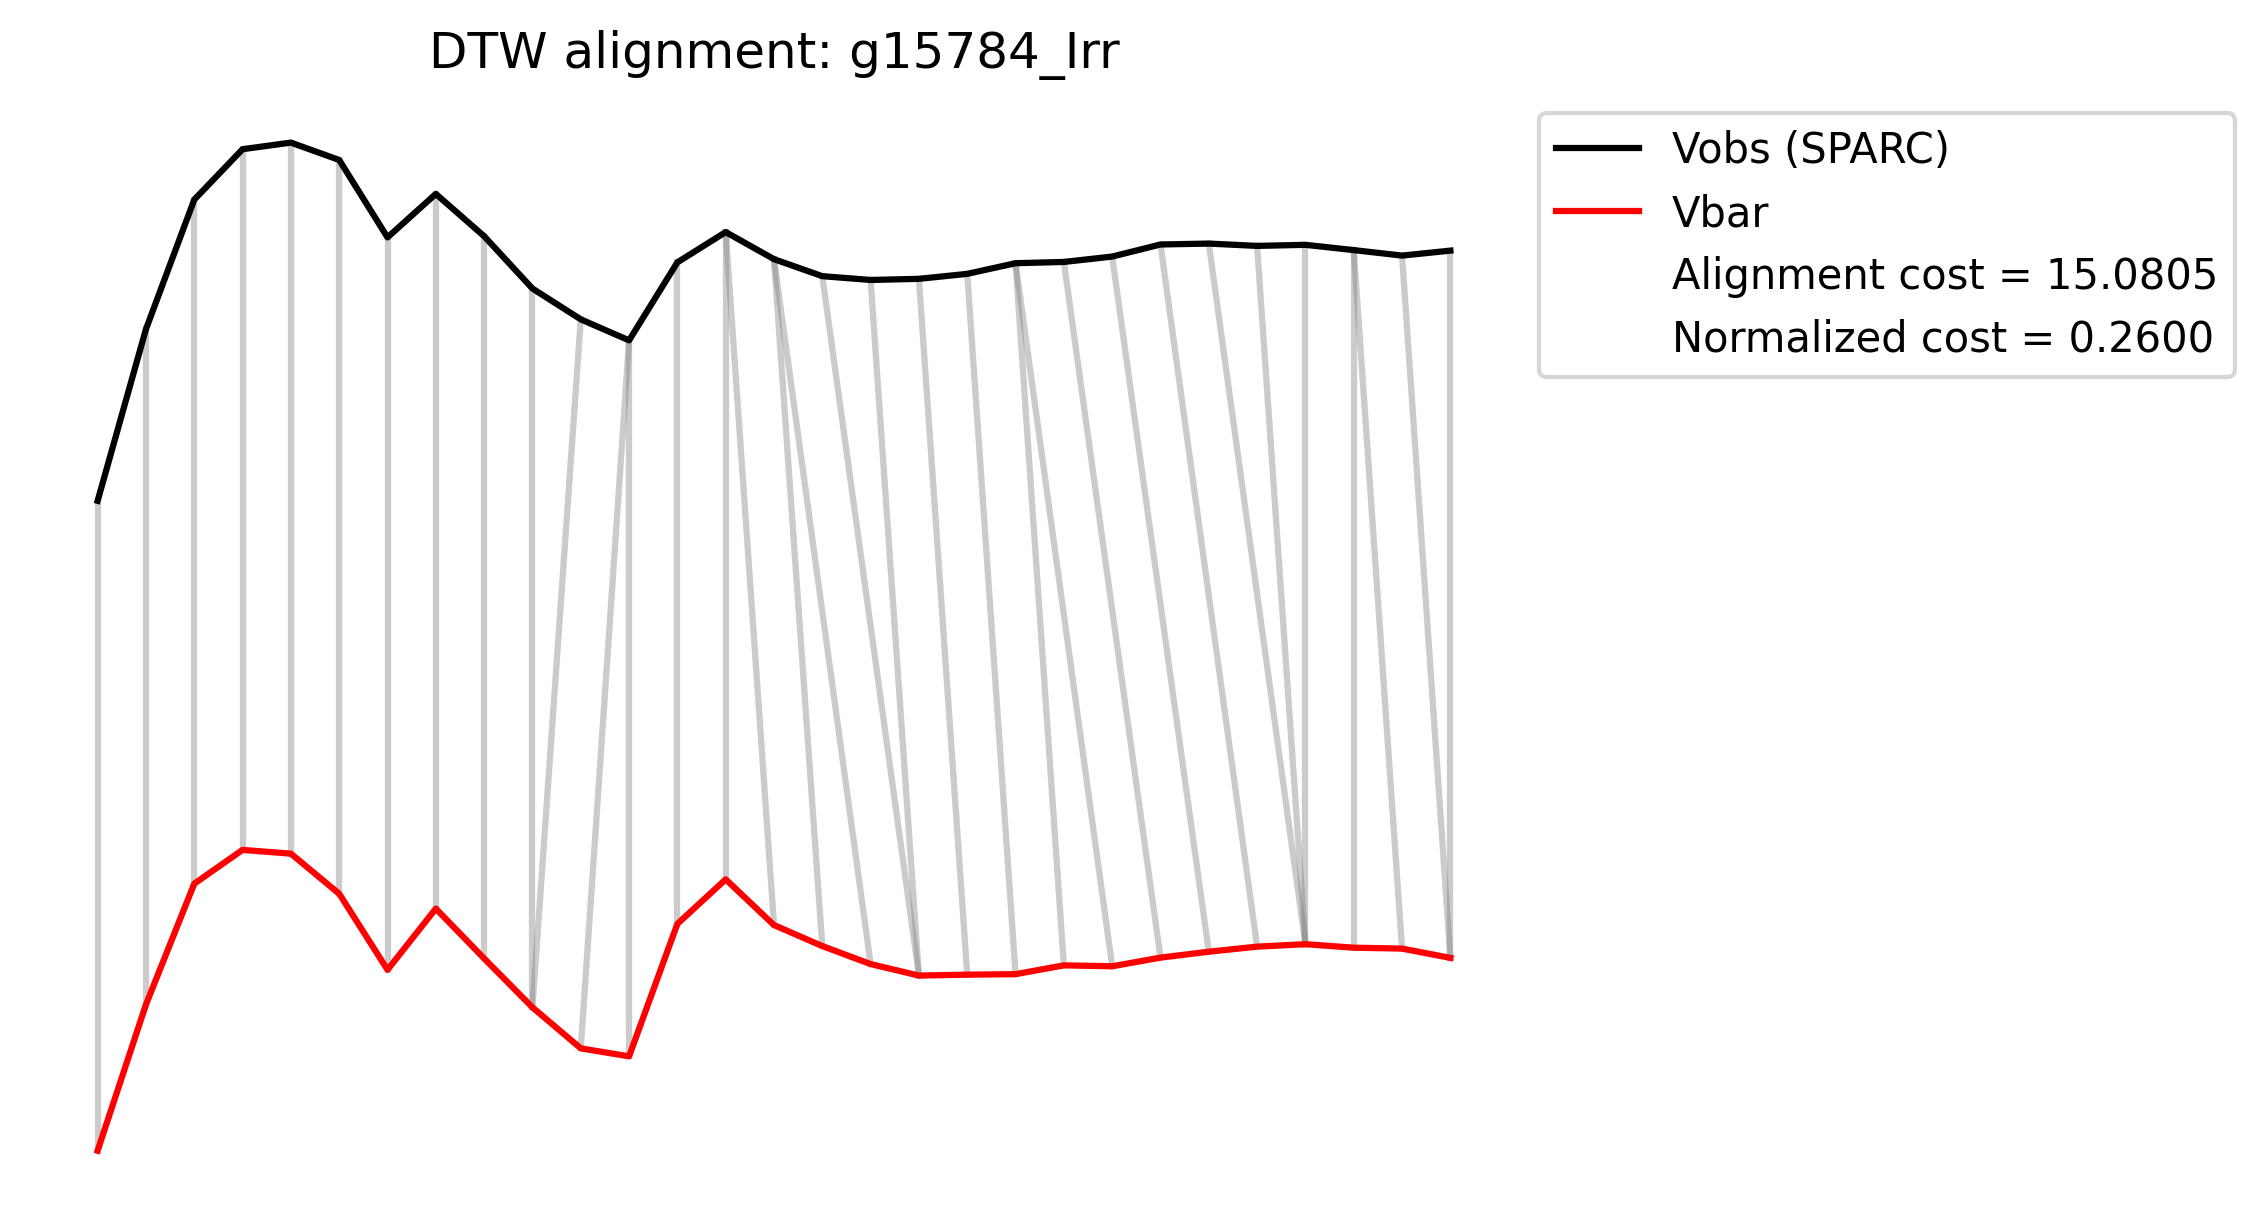 DTW alignment: g15784_Irr
Vobs (SPARC)
Vbar
Alignment cost = 15.0805
Normalized cost = 0.2600